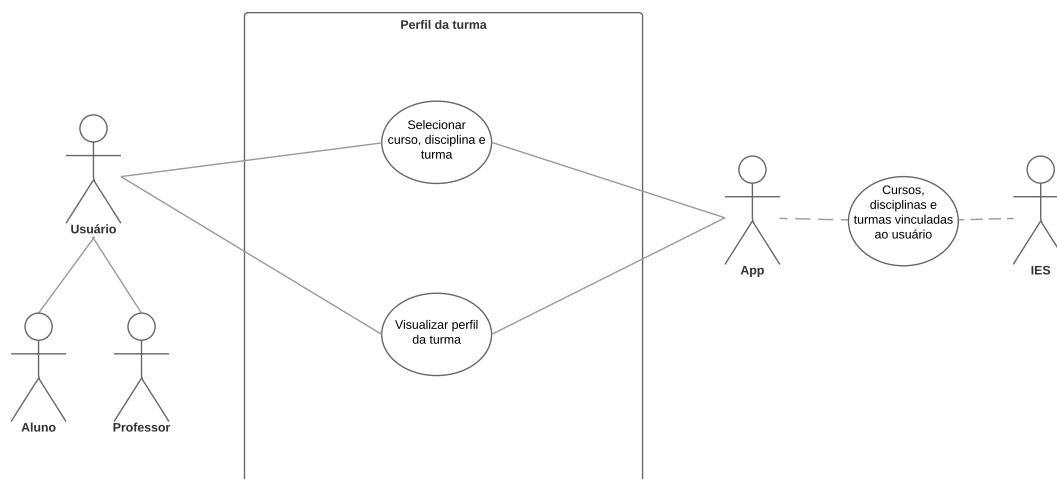 Perfil da turma
Selecionar
curso, disciplina e
turma
Usuário
Cursos,
disciplinas e
turmas vinculadas
ao usuário
App
IES
Visualizar perfil
da turma
Aluno
Professor